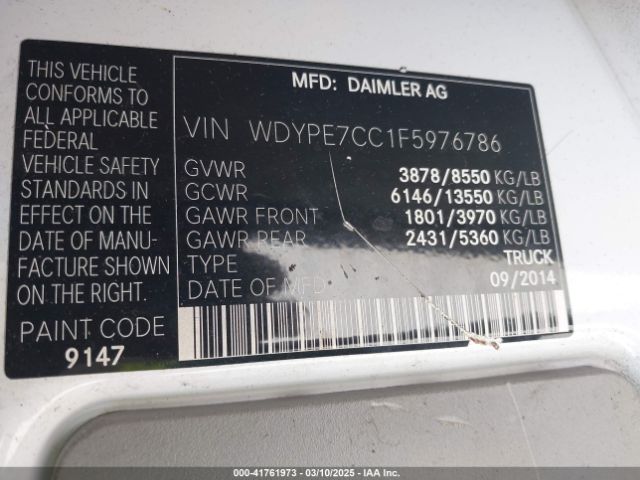 THIS VEHICLE
CONFORMS TO
ALL APPLICABLE
FEDERAL
VEHICLE SAFETY
STANDARDS IN
EFFECT ON THE
DATE OF MANU-
FACTURE SHOWN
ON THE RIGHT.
PAINT CODE
9147
MFD: DAIMLER AG
VIN WDYPE7CC1F5976786
GVWR 3878/8550 KG/LB
GCWR 6146/13550 KG/LB
GAWR FRONT 1801/3970 KG/LB
GAWR REAR 2431/5360 KG/LB
TYPE TRUCK
DATE OF MFD 09/2014
000-41761973 — 03/10/2025 — IAA Inc.